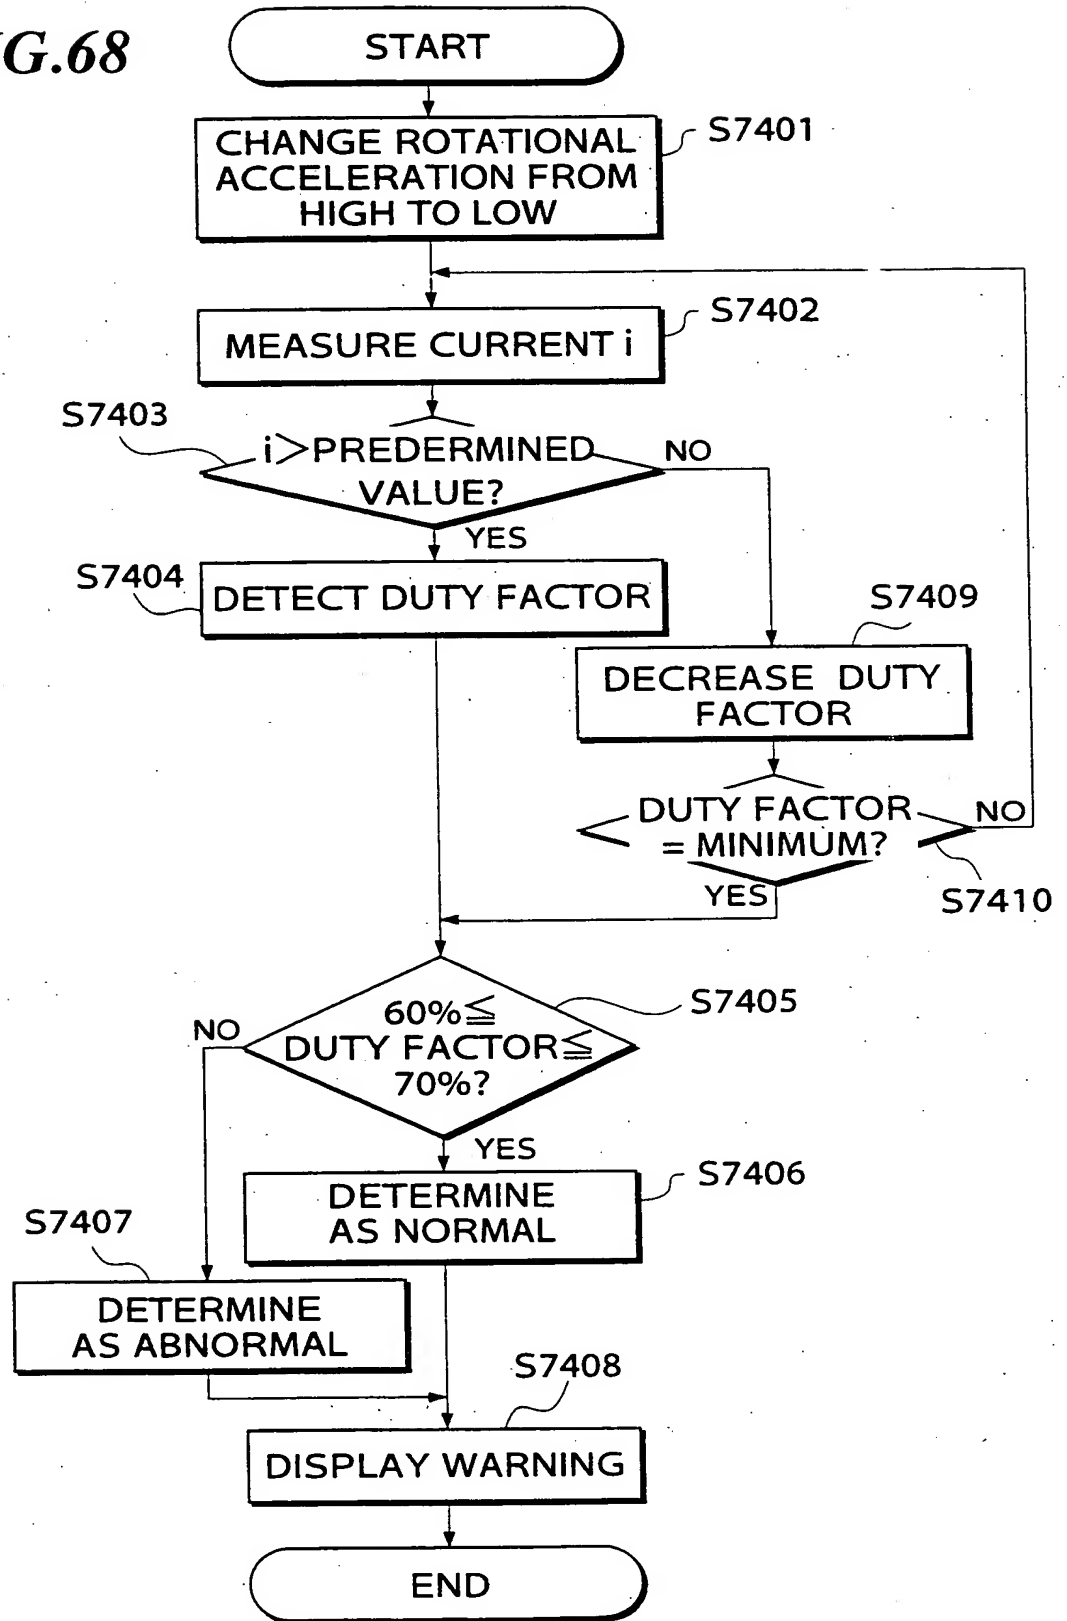 G.68
START
S7401
CHANGE ROTATIONAL
ACCELERATION FROM
HIGH TO LOW
S7402
MEASURE CURRENT i
S7403
i>PREDERMINED
VALUE?
NO
YES
S7404
DETECT DUTY FACTOR
S7409
DECREASE DUTY
FACTOR
DUTY FACTOR
= MINIMUM?
NO
YES
S7410
S7405
60%≦
DUTY FACTOR≦
70%?
NO
YES
S7406
DETERMINE
AS NORMAL
S7407
DETERMINE
AS ABNORMAL
S7408
DISPLAY WARNING
END